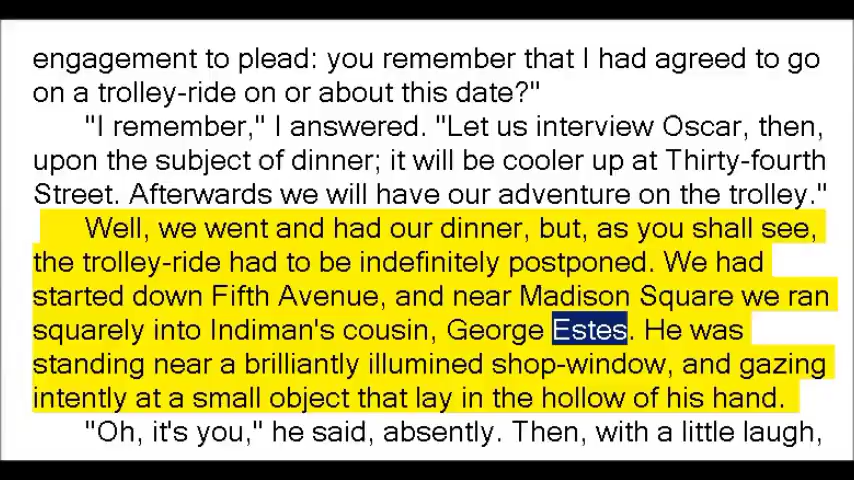 engagement to plead: you remember that I had agreed to go
on a trolley-ride on or about this date?"
"I remember," I answered. "Let us interview Oscar, then,
upon the subject of dinner; it will be cooler up at Thirty-fourth
Street. Afterwards we will have our adventure on the trolley."
Well, we went and had our dinner, but, as you shall see,
the trolley-ride had to be indefinitely postponed. We had
started down Fifth Avenue, and near Madison Square we ran
squarely into Indiman's cousin, George Estes. He was
standing near a brilliantly illumined shop-window, and gazing
intently at a small object that lay in the hollow of his hand.
"Oh, it's you," he said, absently. Then, with a little laugh,